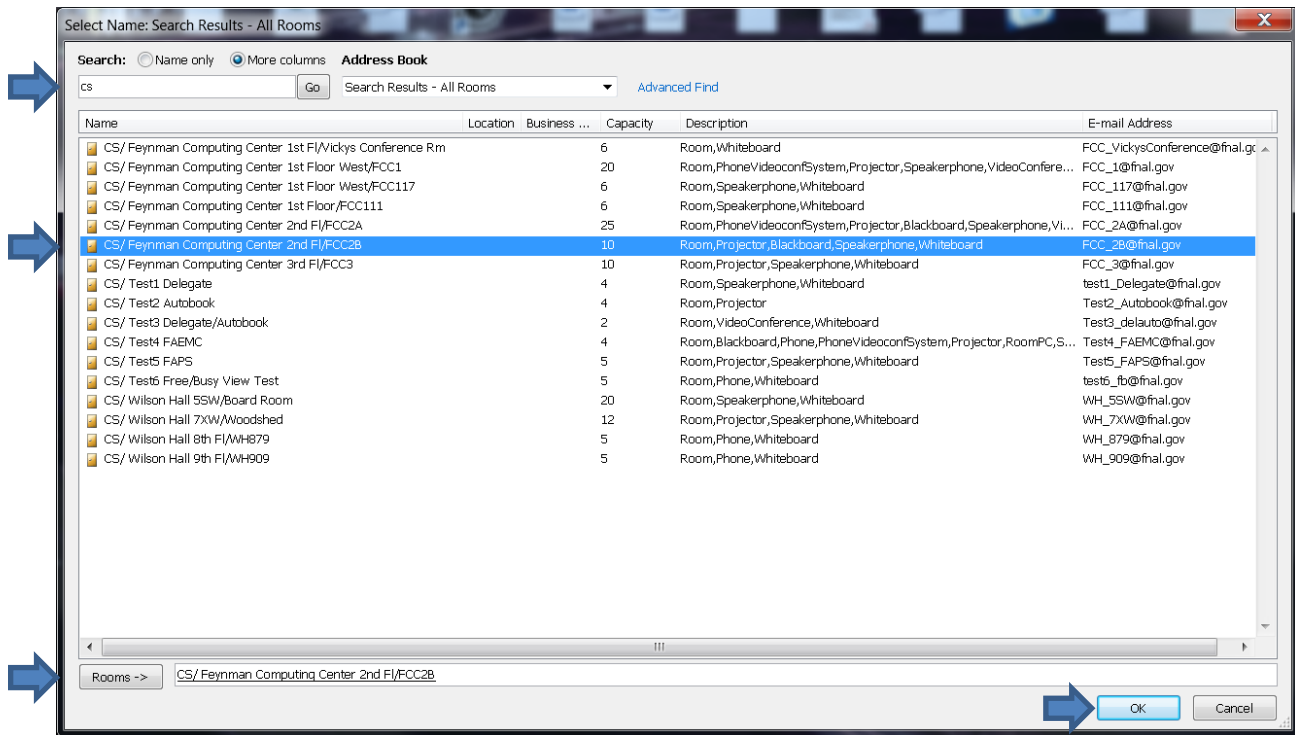 Select Name: Search Results - All Rooms
Search: Name only More columns Address Book
cs Go Search Results - All Rooms Advanced Find
Name Location Business ... Capacity Description E-mail Address
CS/ Feynman Computing Center 1st Fl/Vickys Conference Rm 6 Room,Whiteboard FCC_VickysConference@fnal.gc
CS/ Feynman Computing Center 1st Floor West/FCC1 20 Room,PhoneVideoconfSystem,Projector,Speakerphone,VideoConfere... FCC_1@fnal.gov
CS/ Feynman Computing Center 1st Floor West/FCC117 6 Room,Speakerphone,Whiteboard FCC_117@fnal.gov
CS/ Feynman Computing Center 1st Floor/FCC111 6 Room,Speakerphone,Whiteboard FCC_111@fnal.gov
CS/ Feynman Computing Center 2nd Fl/FCC2A 25 Room,PhoneVideoconfSystem,Projector,Blackboard,Speakerphone,Vi... FCC_2A@fnal.gov
CS/ Feynman Computing Center 2nd Fl/FCC2B 10 Room,Projector,Blackboard,Speakerphone,Whiteboard FCC_2B@fnal.gov
CS/ Feynman Computing Center 3rd Fl/FCC3 10 Room,Projector,Speakerphone,Whiteboard FCC_3@fnal.gov
CS/ Test1 Delegate 4 Room,Speakerphone,Whiteboard test1_Delegate@fnal.gov
CS/ Test2 Autobook 4 Room,Projector Test2_Autobook@fnal.gov
CS/ Test3 Delegate/Autobook 2 Room,VideoConference,Whiteboard Test3_delauto@fnal.gov
CS/ Test4 FAEMC 4 Room,Blackboard,Phone,PhoneVideoconfSystem,Projector,RoomPC,S... Test4_FAEMC@fnal.gov
CS/ Test5 FAPS 5 Room,Projector,Speakerphone,Whiteboard Test5_FAPS@fnal.gov
CS/ Test6 Free/Busy View Test 5 Room,Phone,Whiteboard test6_fb@fnal.gov
CS/ Wilson Hall 5SW/Board Room 20 Room,Speakerphone,Whiteboard WH_5SW@fnal.gov
CS/ Wilson Hall 7XW/Woodshed 12 Room,Projector,Speakerphone,Whiteboard WH_7XW@fnal.gov
CS/ Wilson Hall 8th Fl/WH879 5 Room,Phone,Whiteboard WH_879@fnal.gov
CS/ Wilson Hall 9th Fl/WH909 5 Room,Phone,Whiteboard WH_909@fnal.gov
Rooms -> CS/ Feynman Computing Center 2nd Fl/FCC2B
OK Cancel